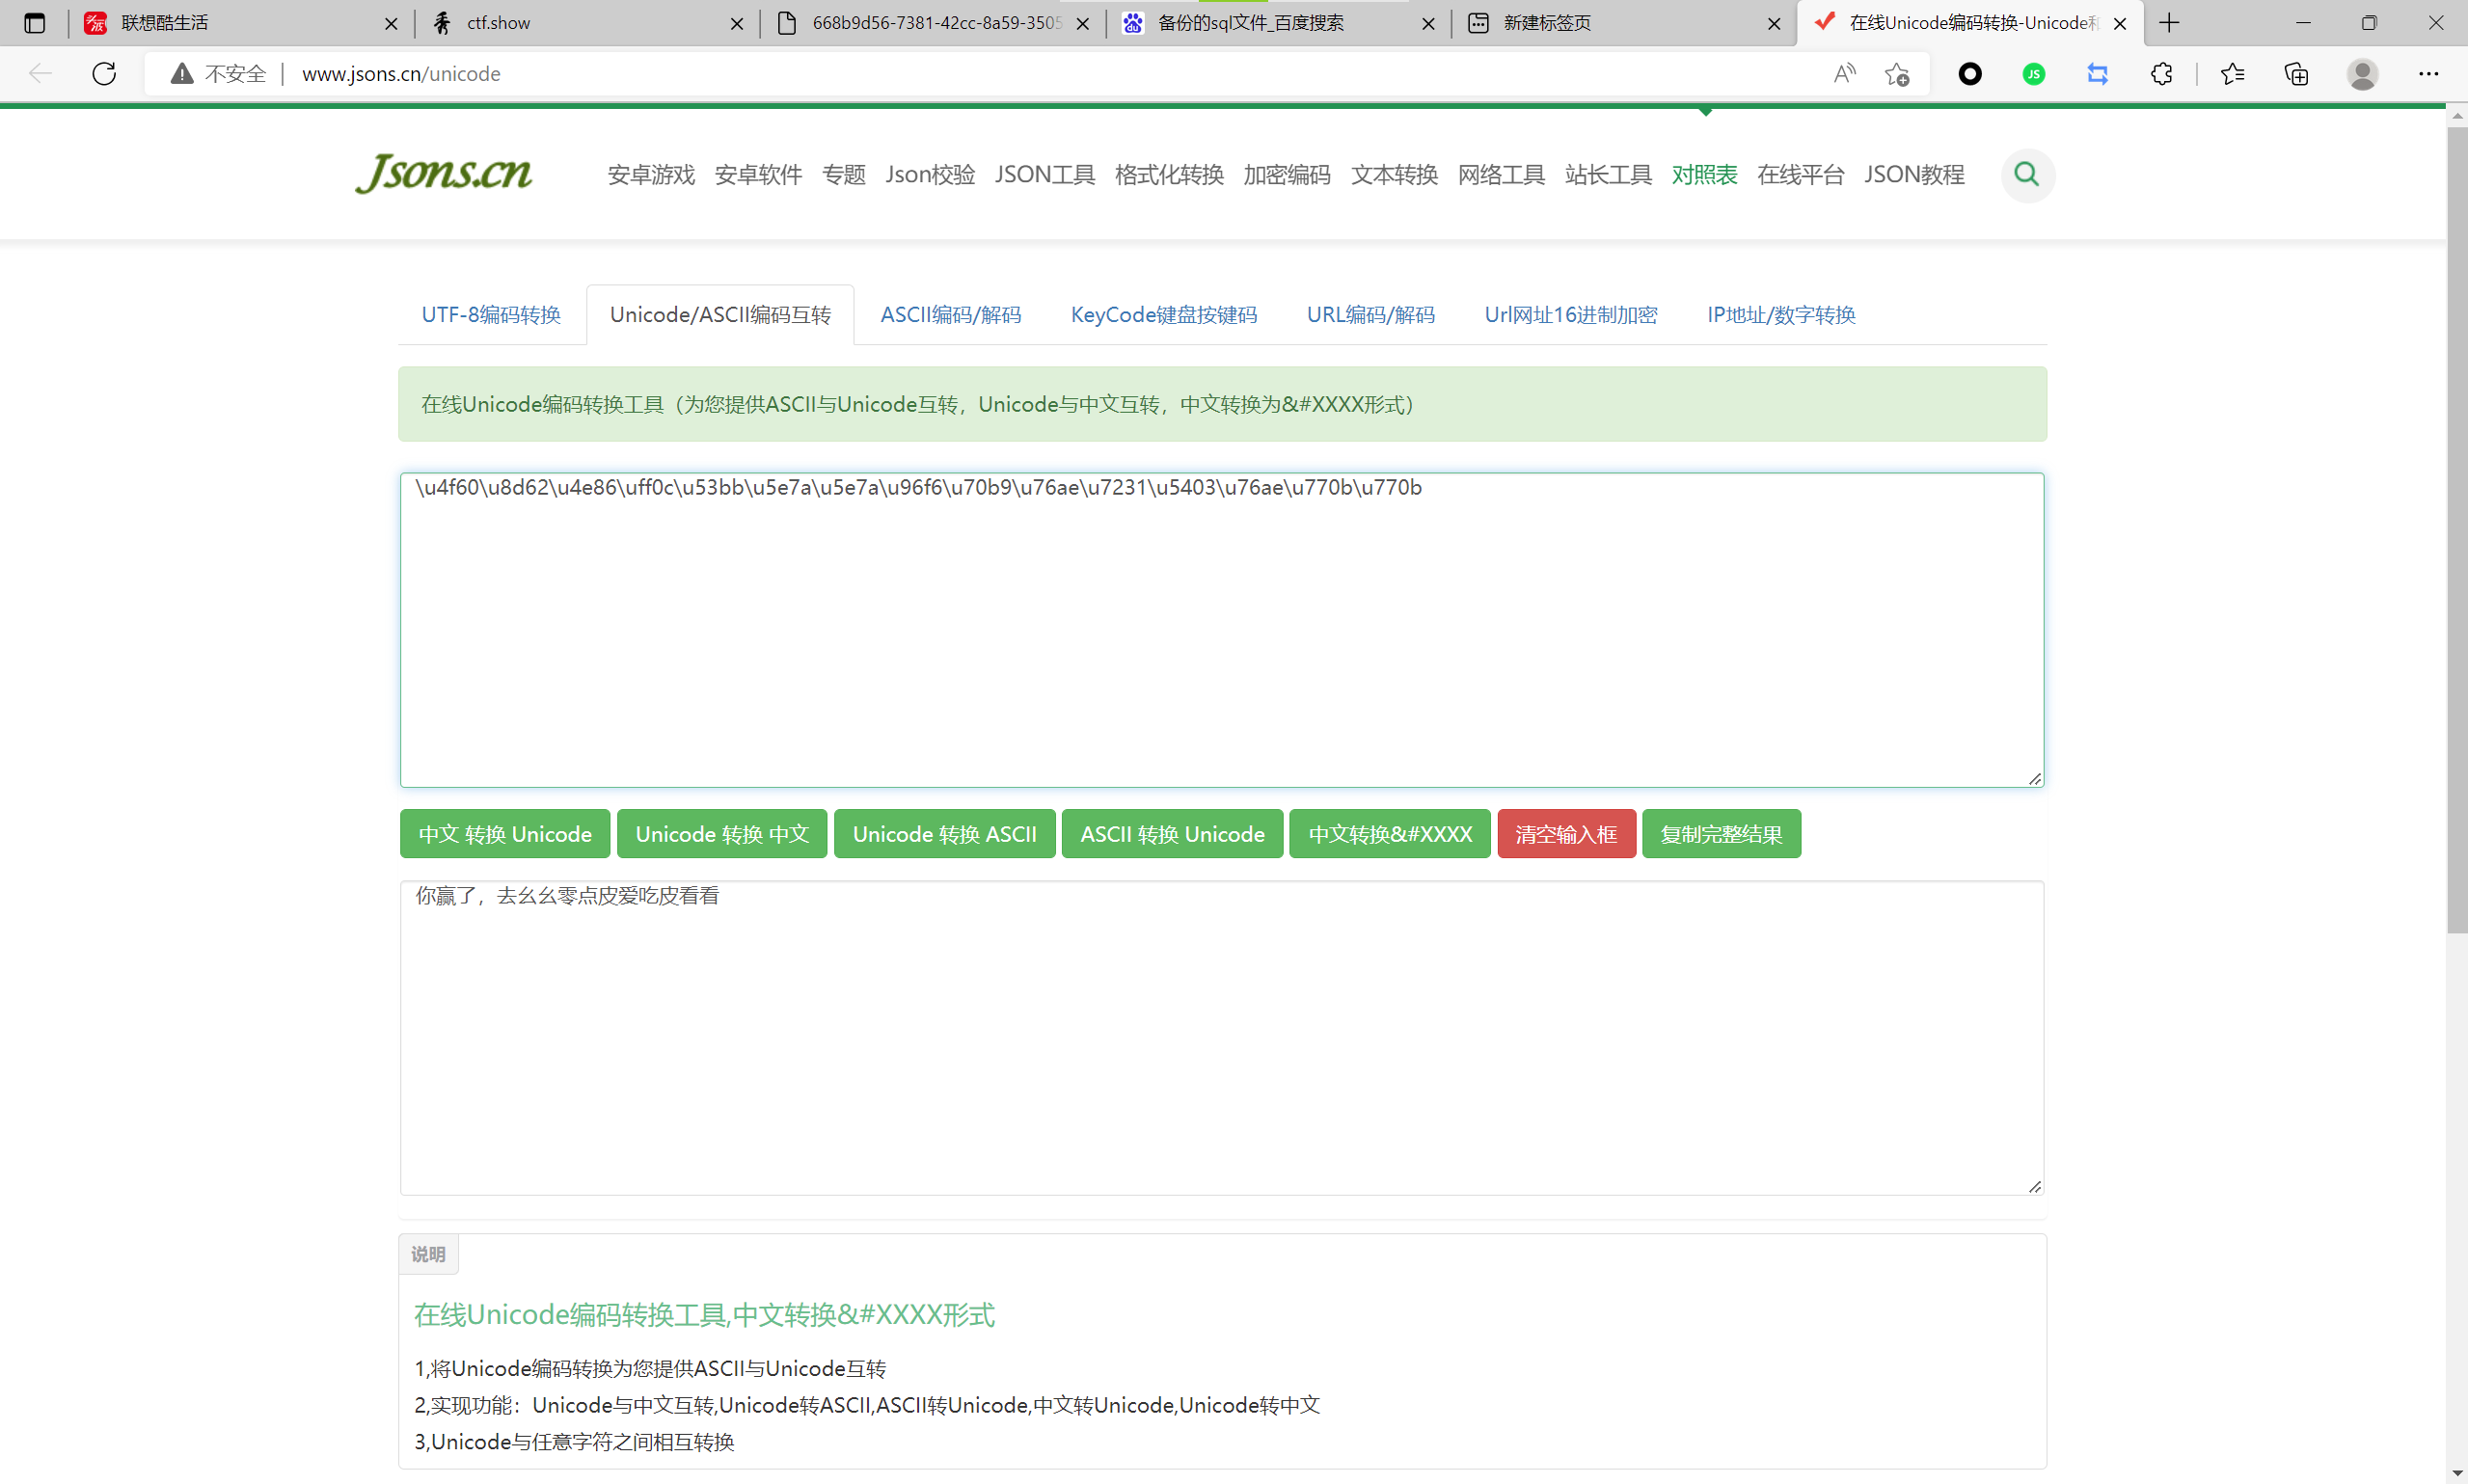 联想酷生活
ctf.show
668b9d56-7381-42cc-8a59-3505
备份的sql文件_百度搜索
新建标签页
在线Unicode编码转换-Unicode和
不安全
www.jsons.cn/unicode
Jsons.cn
安卓游戏 安卓软件 专题 Json校验 JSON工具 格式化转换 加密编码 文本转换 网络工具 站长工具 对照表 在线平台 JSON教程
UTF-8编码转换 Unicode/ASCII编码互转 ASCII编码/解码 KeyCode键盘按键码 URL编码/解码 Url网址16进制加密 IP地址/数字转换
在线Unicode编码转换工具（为您提供ASCII与Unicode互转，Unicode与中文互转，中文转换为&#XXXX形式）
\u4f60\u8d62\u4e86\uff0c\u53bb\u5e7a\u5e7a\u96f6\u70b9\u76ae\u7231\u5403\u76ae\u770b\u770b
中文 转换 Unicode Unicode 转换 中文 Unicode 转换 ASCII ASCII 转换 Unicode 中文转换&#XXXX 清空输入框 复制完整结果
你赢了，去幺幺零点皮爱吃皮看看
说明
在线Unicode编码转换工具,中文转换&#XXXX形式
1,将Unicode编码转换为您提供ASCII与Unicode互转
2,实现功能：Unicode与中文互转,Unicode转ASCII,ASCII转Unicode,中文转Unicode,Unicode转中文
3,Unicode与任意字符之间相互转换